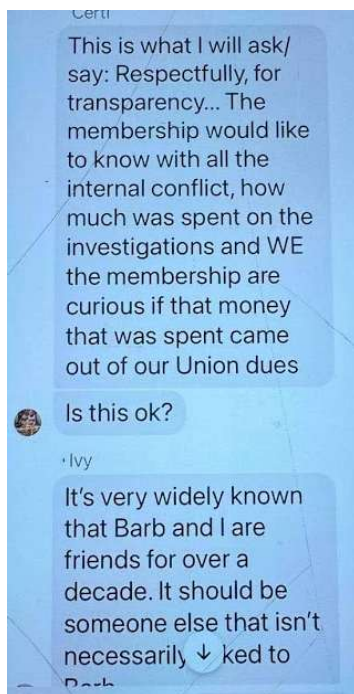 This is what I will ask/
say: Respectfully, for
transparency... The
membership would like
to know with all the
internal conflict, how
much was spent on the
investigations and WE
the membership are
curious if that money
that was spent came
out of our Union dues
Is this ok?
Ivy
It's very widely known
that Barb and I are
friends for over a
decade. It should be
someone else that isn't
necessarily ked to